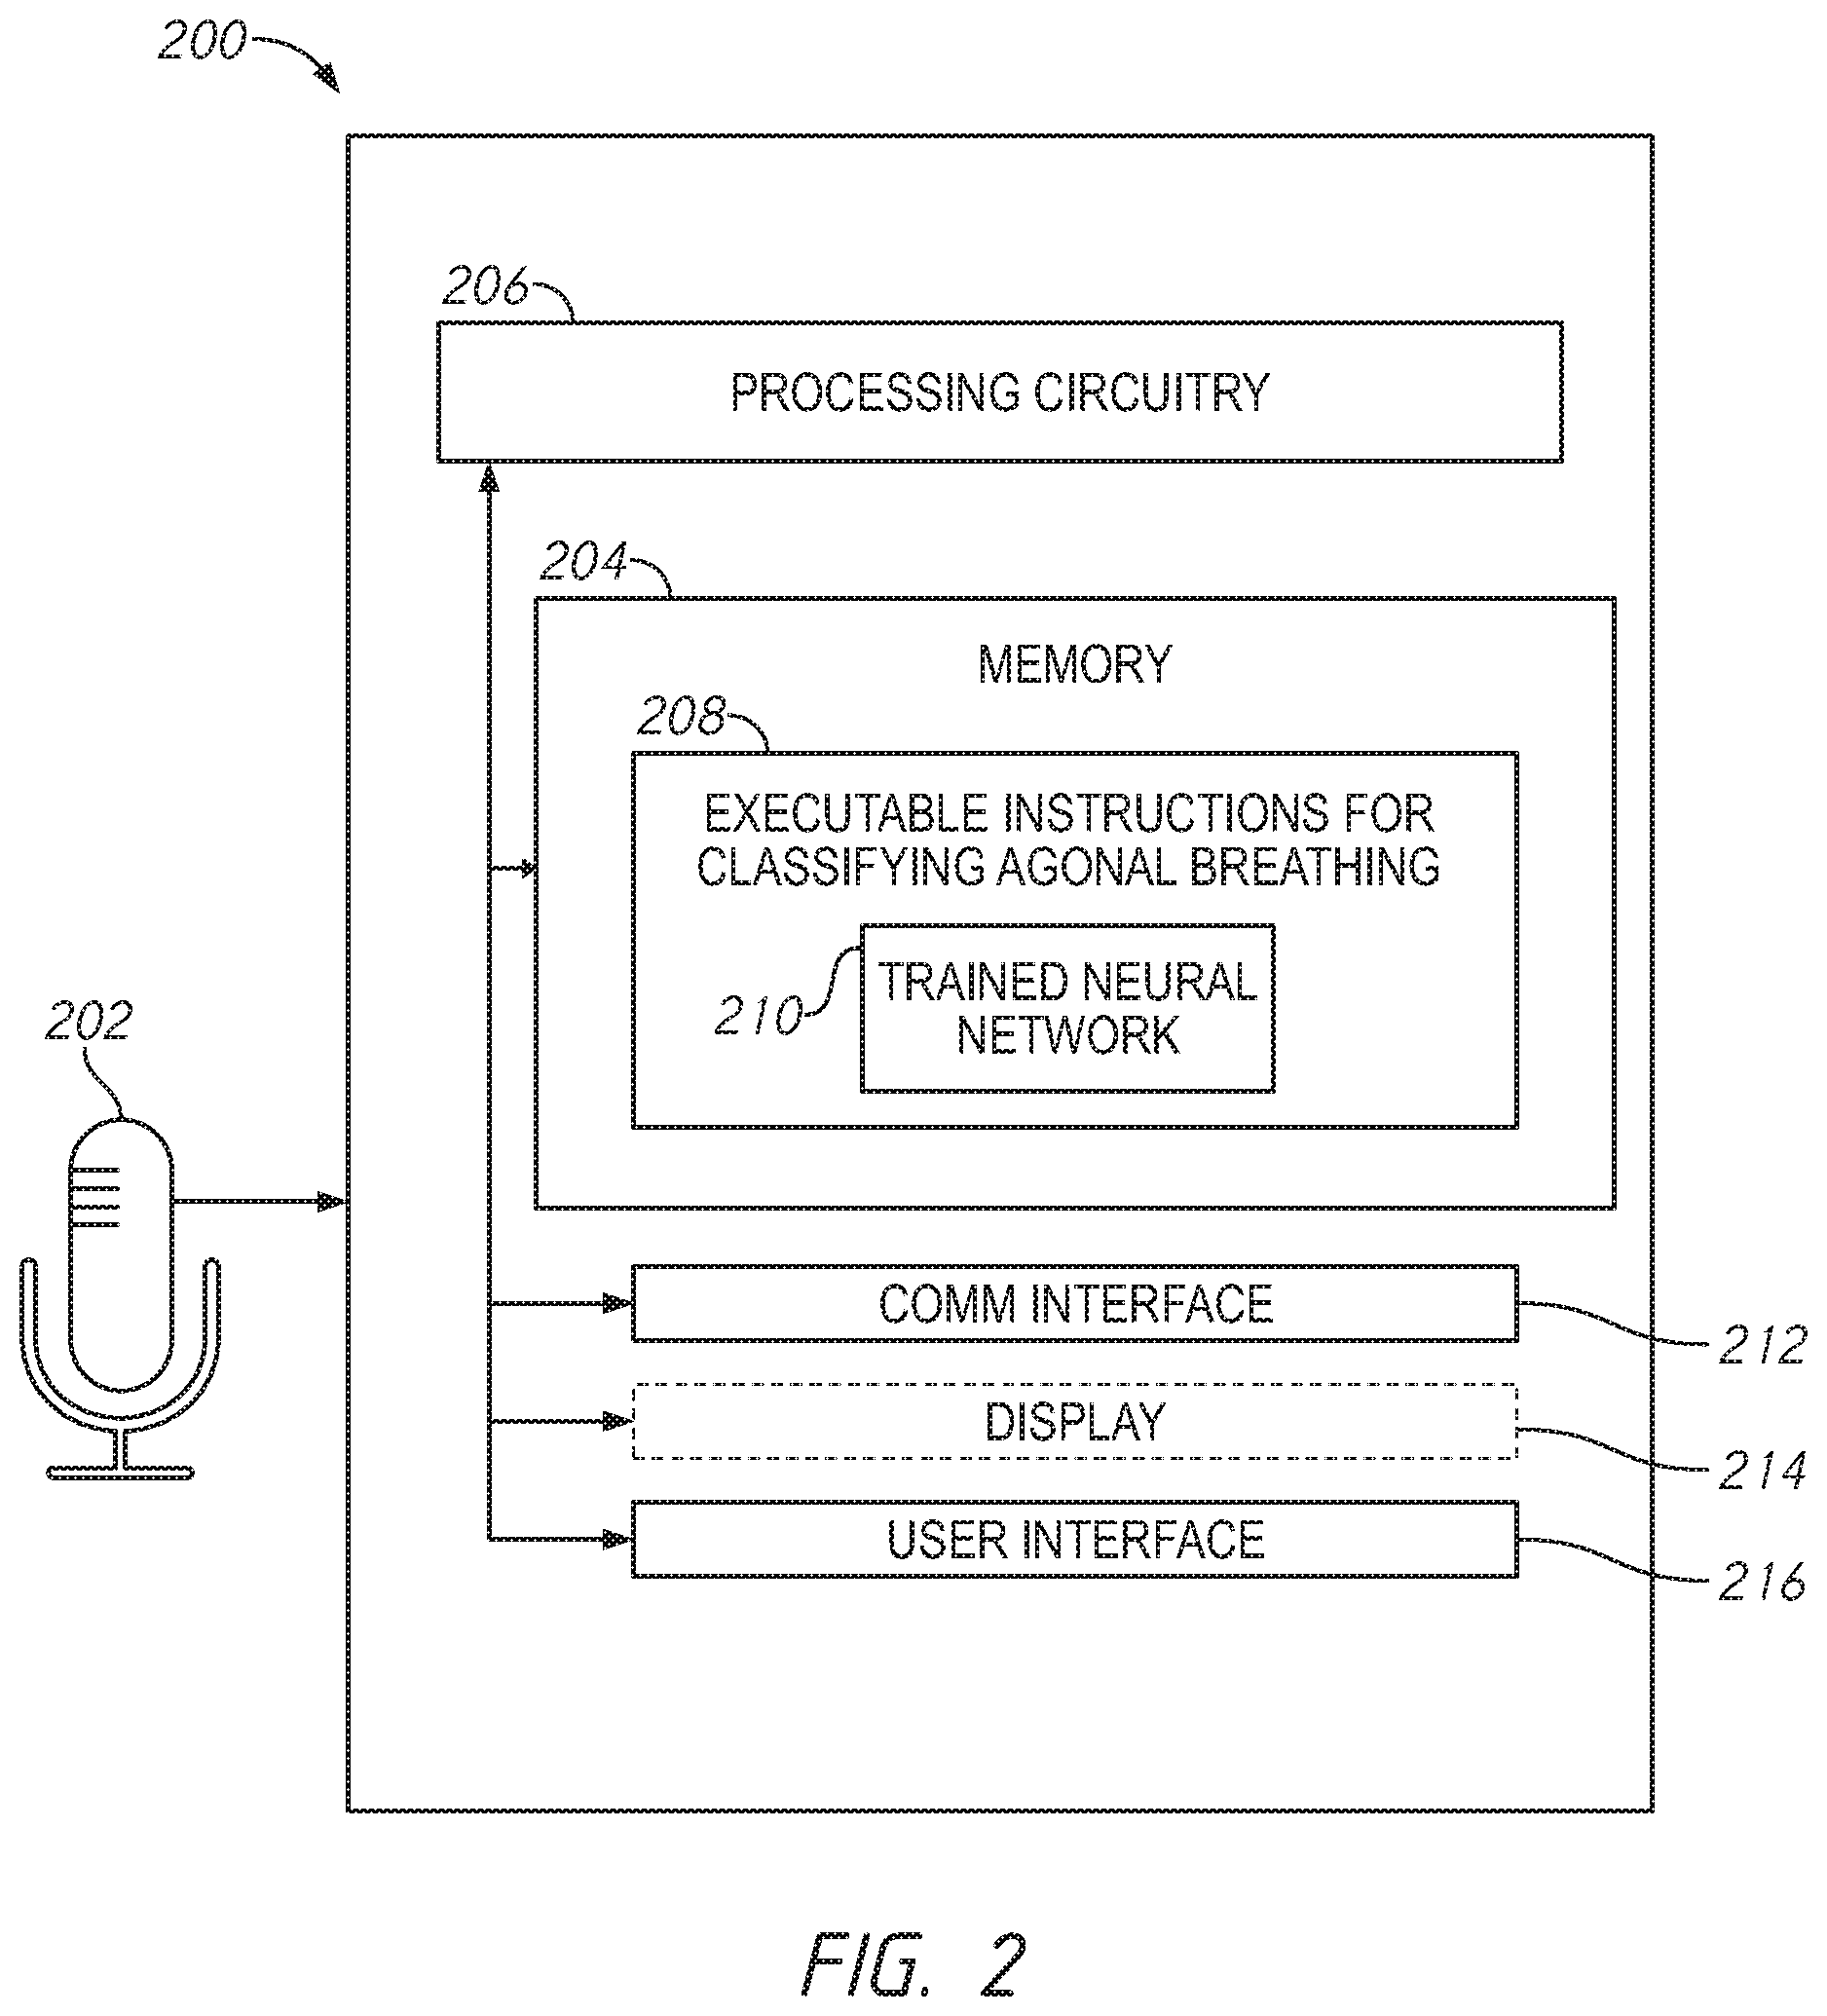 200
206
PROCESSING CIRCUITRY
204
MEMORY
208
EXECUTABLE INSTRUCTIONS FOR
CLASSIFYING AGONAL BREATHING
210
TRAINED NEURAL
NETWORK
202
COMM INTERFACE
212
DISPLAY
214
USER INTERFACE
216
FIG. 2